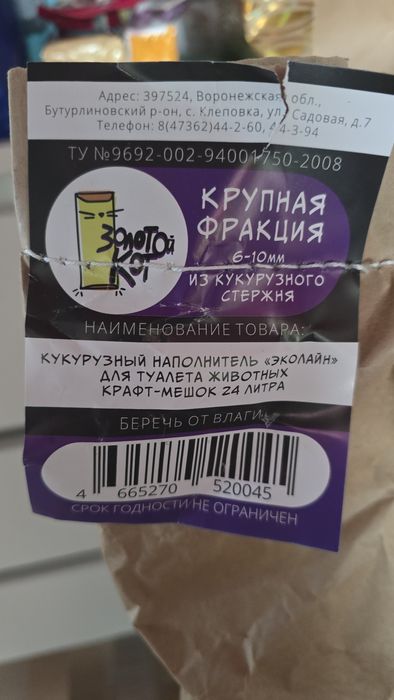 Адрес: 397524, Воронежская обл.,
Бутурлиновский р-он, с. Клеповка, ул. Садовая, д.7
Телефон: 8(47362)44-2-60, 44-3-94
ТУ №9692-002-94001750-2008
ЗОЛОТОЙ
КОТ
КРУПНАЯ
ФРАКЦИЯ
6-10мм
ИЗ КУКУРУЗНОГО
СТЕРЖНЯ
НАИМЕНОВАНИЕ ТОВАРА:
КУКУРУЗНЫЙ НАПОЛНИТЕЛЬ «ЭКОЛАЙН»
ДЛЯ ТУАЛЕТА ЖИВОТНЫХ
КРАФТ-МЕШОК 24 ЛИТРА
БЕРЕЧЬ ОТ ВЛАГИ
4 665270 520045
СРОК ГОДНОСТИ НЕ ОГРАНИЧЕН